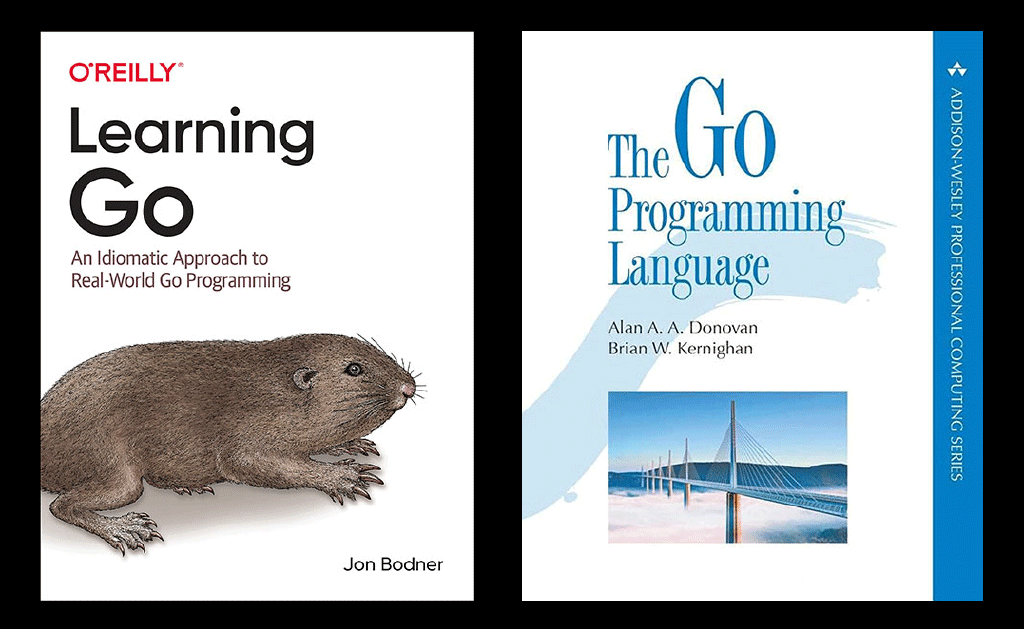 O'REILLY®
Learning
Go
An Idiomatic Approach to
Real-World Go Programming
Jon Bodner
The Go
Programming
Language
Alan A. A. Donovan
Brian W. Kernighan
ADDISON-WESLEY PROFESSIONAL COMPUTING SERIES